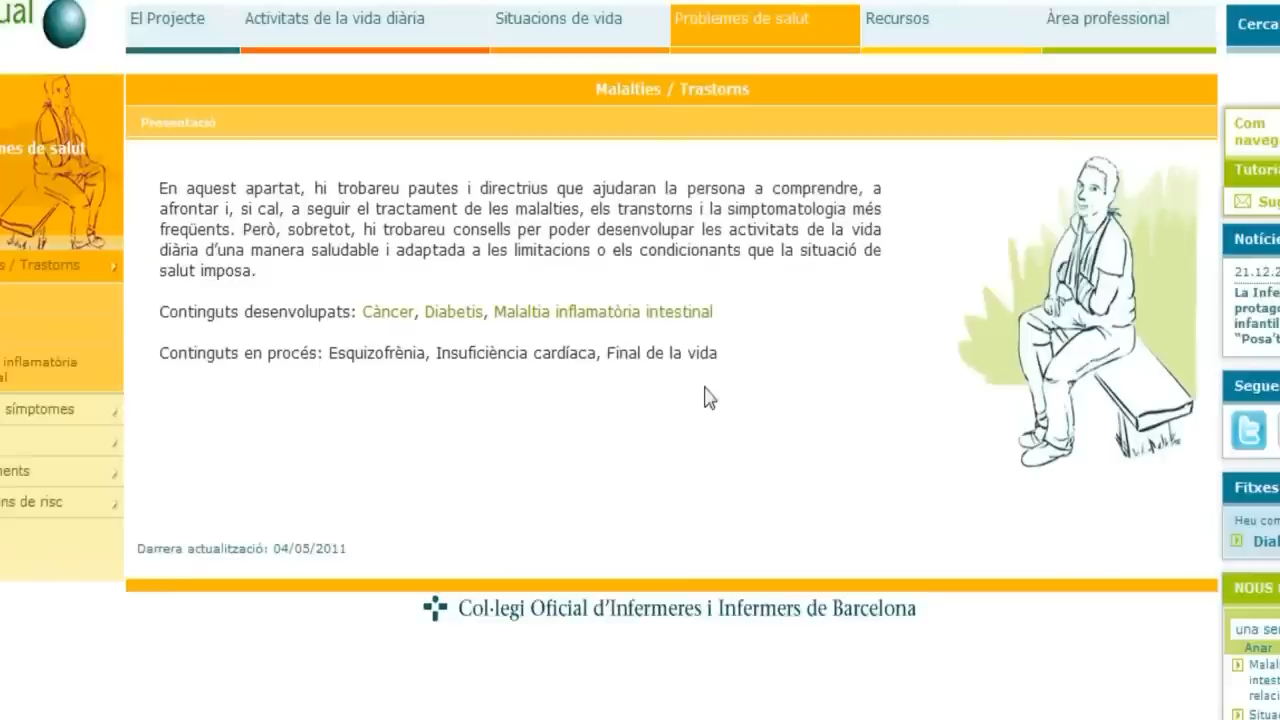 ual
El Projecte
Activitats de la vida diària
Situacions de vida
Problemes de salut
Recursos
Àrea professional
Cerca
mes de salut
s / Trastorns
inflamatòria
al
símptomes
ments
ns de risc
Malalties / Trastorns
Presentació
En aquest apartat, hi trobareu pautes i directrius que ajudaran la persona a comprendre, a
afrontar i, si cal, a seguir el tractament de les malalties, els transtorns i la simptomatologia més
freqüents. Però, sobretot, hi trobareu consells per poder desenvolupar les activitats de la vida
diària d'una manera saludable i adaptada a les limitacions o els condicionants que la situació de
salut imposa.
Continguts desenvolupats: Càncer, Diabetis, Malaltia inflamatòria intestinal
Continguts en procés: Esquizofrènia, Insuficiència cardíaca, Final de la vida
Darrera actualització: 04/05/2011
Col·legi Oficial d'Infermeres i Infermers de Barcelona
Com
naveg
Tutoria
Sug
Notície
21.12.2
La Infe
protago
infantil
"Posa't
Segue
Fitxes
Heu com
Dial
NOUS
una se
Anar
Malal
intest
relaci
Situa